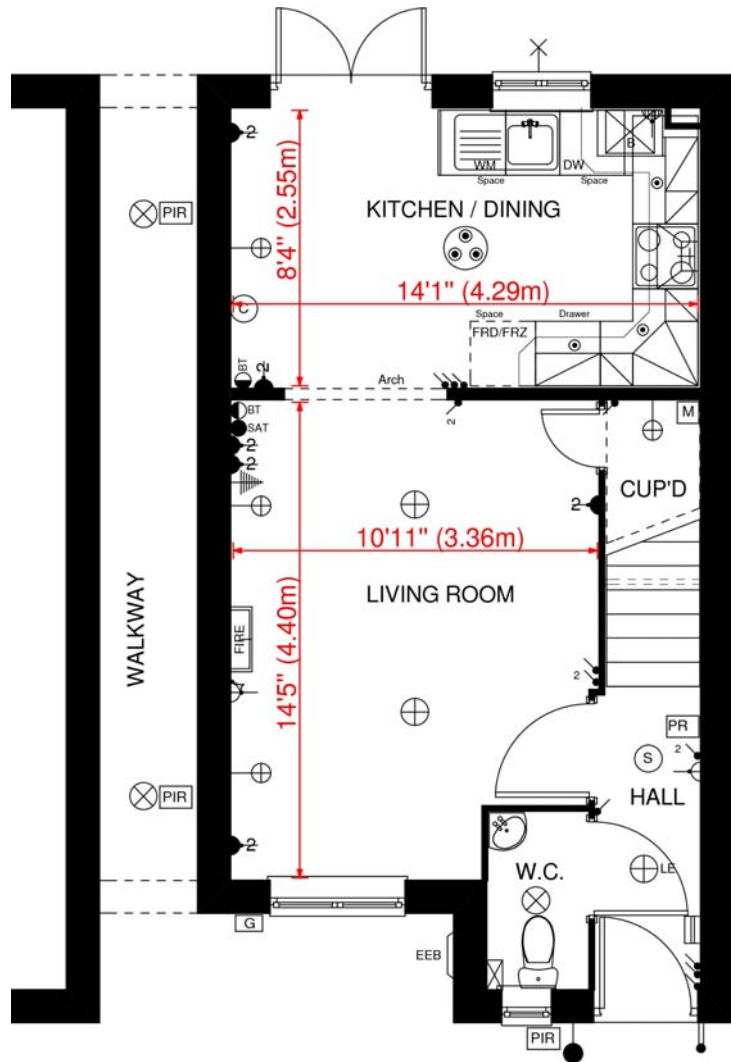 2
WM
DW
B
Space
Space
PIR
KITCHEN / DINING
8'4" (2.55m)
14'1" (4.29m)
C
Space
Drawer
FRD/FRZ
BT
2
Arch
BT
SAT
2
2
2
M
CUP'D
2
10'11" (3.36m)
LIVING ROOM
WALKWAY
FIRE
14'5" (4.40m)
2
PR
2
S
HALL
PIR
2
W.C.
LE
G
EEB
PIR